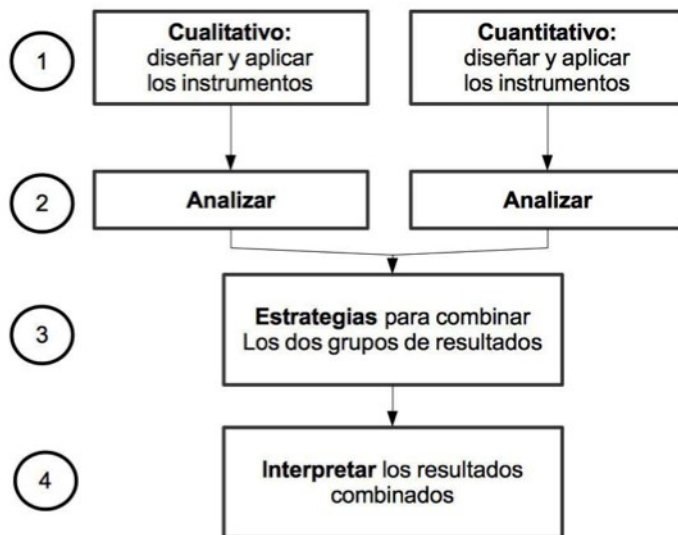 1
Cualitativo:
diseñar y aplicar
los instrumentos
Cuantitativo:
diseñar y aplicar
los instrumentos
2
Analizar
Analizar
3
Estrategias para combinar
Los dos grupos de resultados
4
Interpretar los resultados
combinados